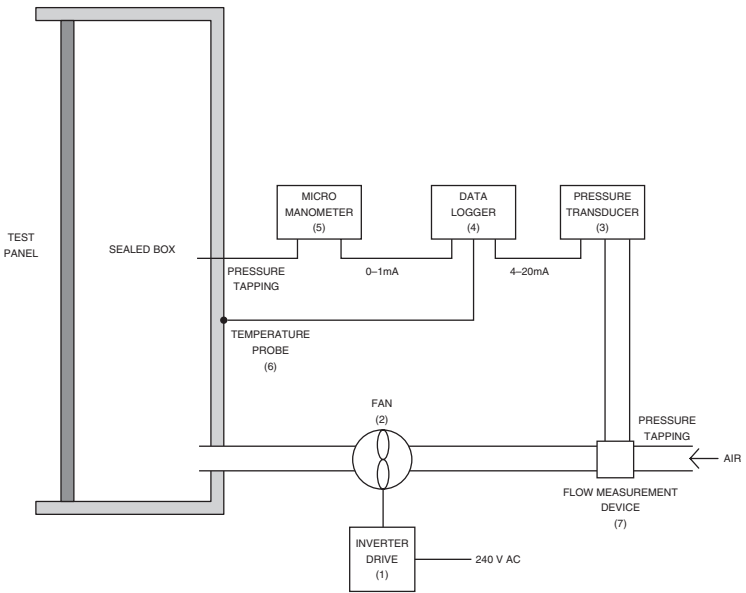 MICRO
MANOMETER
(5)
DATA
LOGGER
(4)
PRESSURE
TRANSDUCER
(3)
TEST
PANEL
SEALED BOX
PRESSURE
TAPPING
0–1mA
4–20mA
TEMPERATURE
PROBE
(6)
FAN
(2)
PRESSURE
TAPPING
AIR
FLOW MEASUREMENT
DEVICE
(7)
INVERTER
DRIVE
(1)
240 V AC